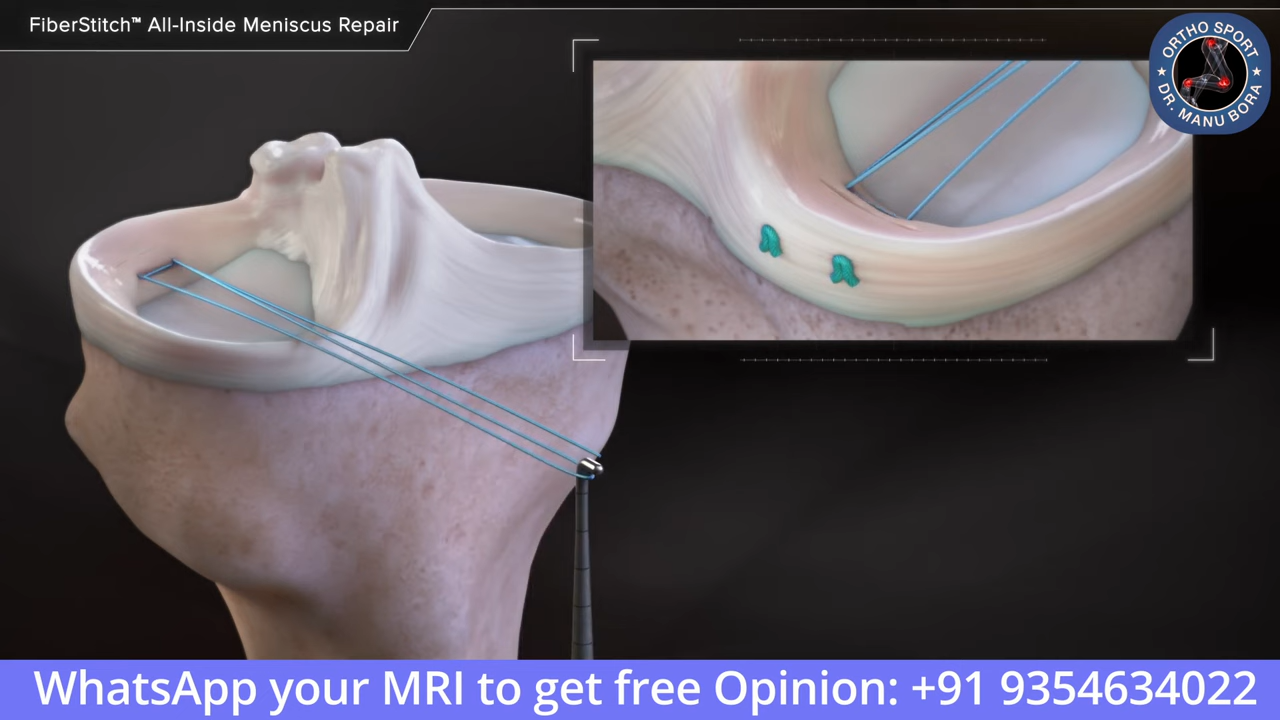 FiberStitch™ All-Inside Meniscus Repair
ORTHO SPORT
★ DR. MANU BORA ★
WhatsApp your MRI to get free Opinion: +91 9354634022